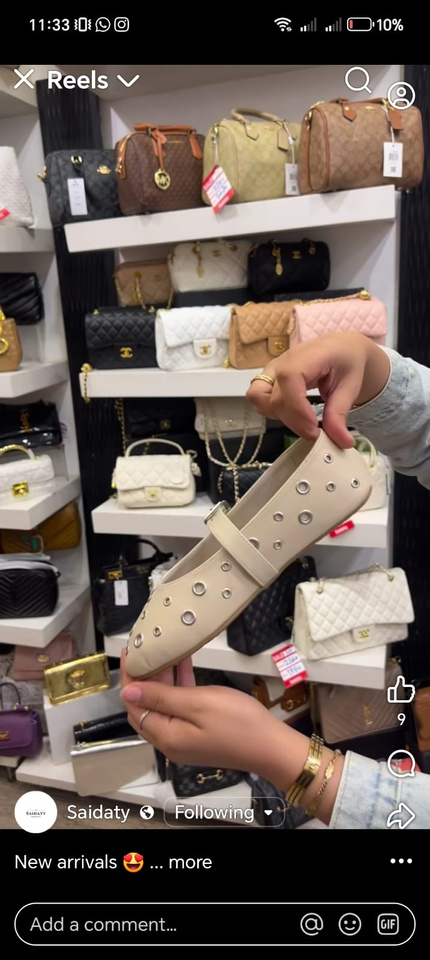 11:33
10%
Reels
Saidaty
Following
New arrivals 😍 ... more
9
Add a comment...
GIF